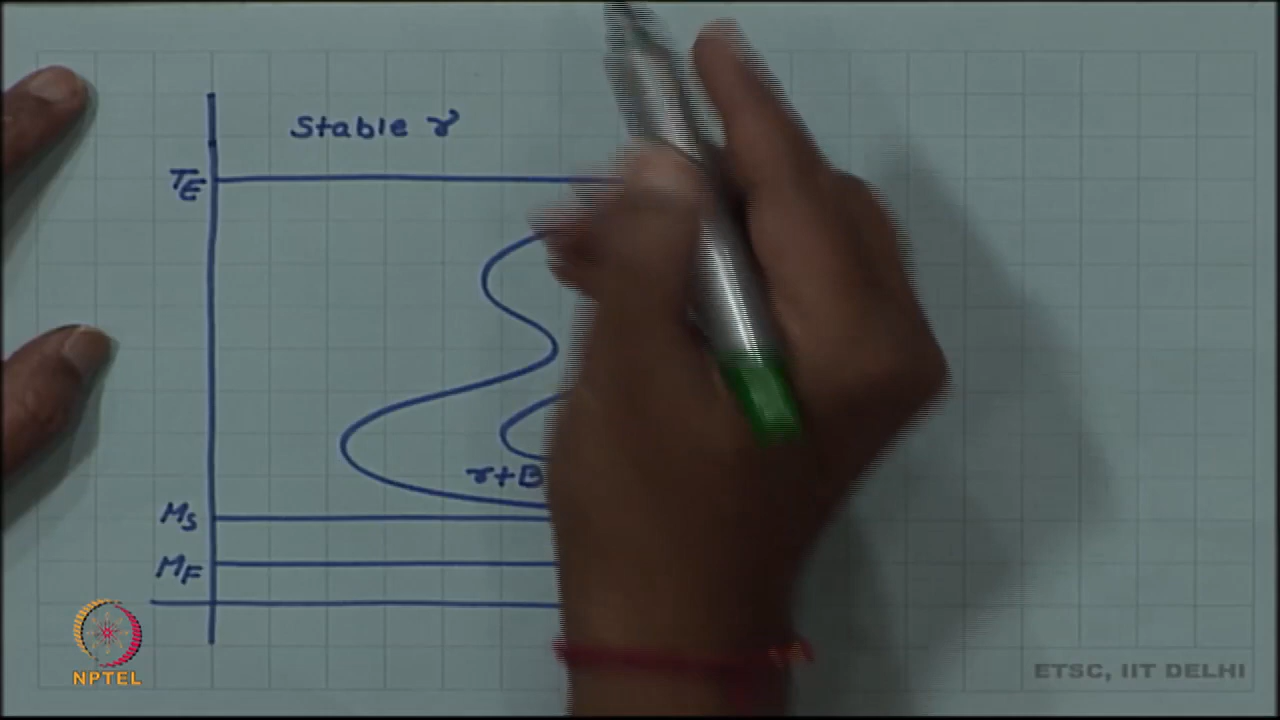 Stable γ
T_E
γ+B
M_S
M_F
NPTEL
ETSC, IIT DELHI